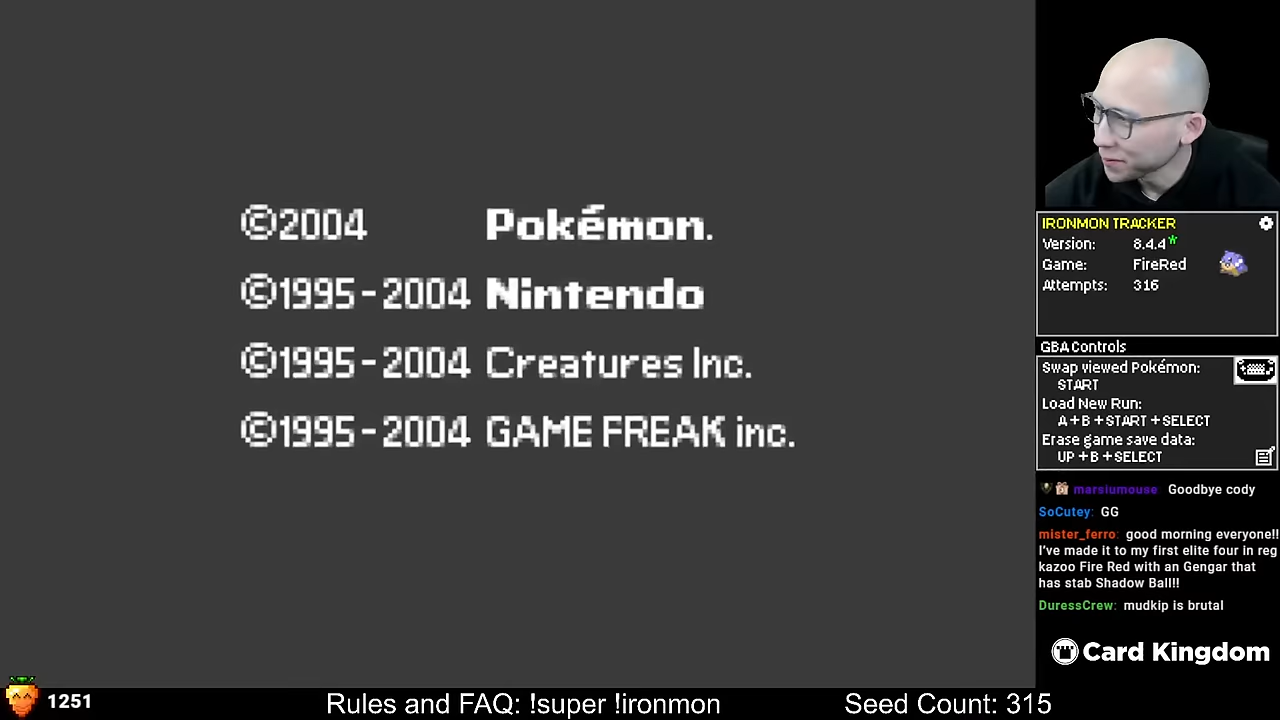 ©2004 Pokémon.
©1995-2004 Nintendo
©1995-2004 Creatures Inc.
©1995-2004 GAME FREAK inc.
IRONMON TRACKER
Version: 8.4.4*
Game: FireRed
Attempts: 316
GBA Controls
Swap viewed Pokémon:
START
Load New Run:
A+B+START+SELECT
Erase game save data:
UP+B+SELECT
marsiumouse Goodbye cody
SoCutey: GG
mister_ferro: good morning everyone!!
I've made it to my first elite four in reg
kazoo Fire Red with an Gengar that
has stab Shadow Ball!!
DuressCrew: mudkip is brutal
Card Kingdom
1251
Rules and FAQ: !super !ironmon
Seed Count: 315